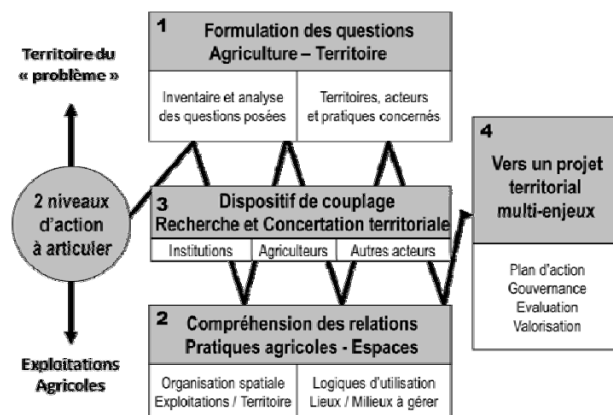 Territoire du
« problème »
2 niveaux
d'action
à articuler
Exploitations
Agricoles
1
Formulation des questions
Agriculture – Territoire
Inventaire et analyse
des questions posées
Territoires, acteurs
et pratiques concernés
3
Dispositif de couplage
Recherche et Concertation territoriale
Institutions
Agriculteurs
Autres acteurs
2
Compréhension des relations
Pratiques agricoles - Espaces
Organisation spatiale
Exploitations / Territoire
Logiques d'utilisation
Lieux / Milieux à gérer
4
Vers un projet
territorial
multi-enjeux
Plan d'action
Gouvernance
Evaluation
Valorisation